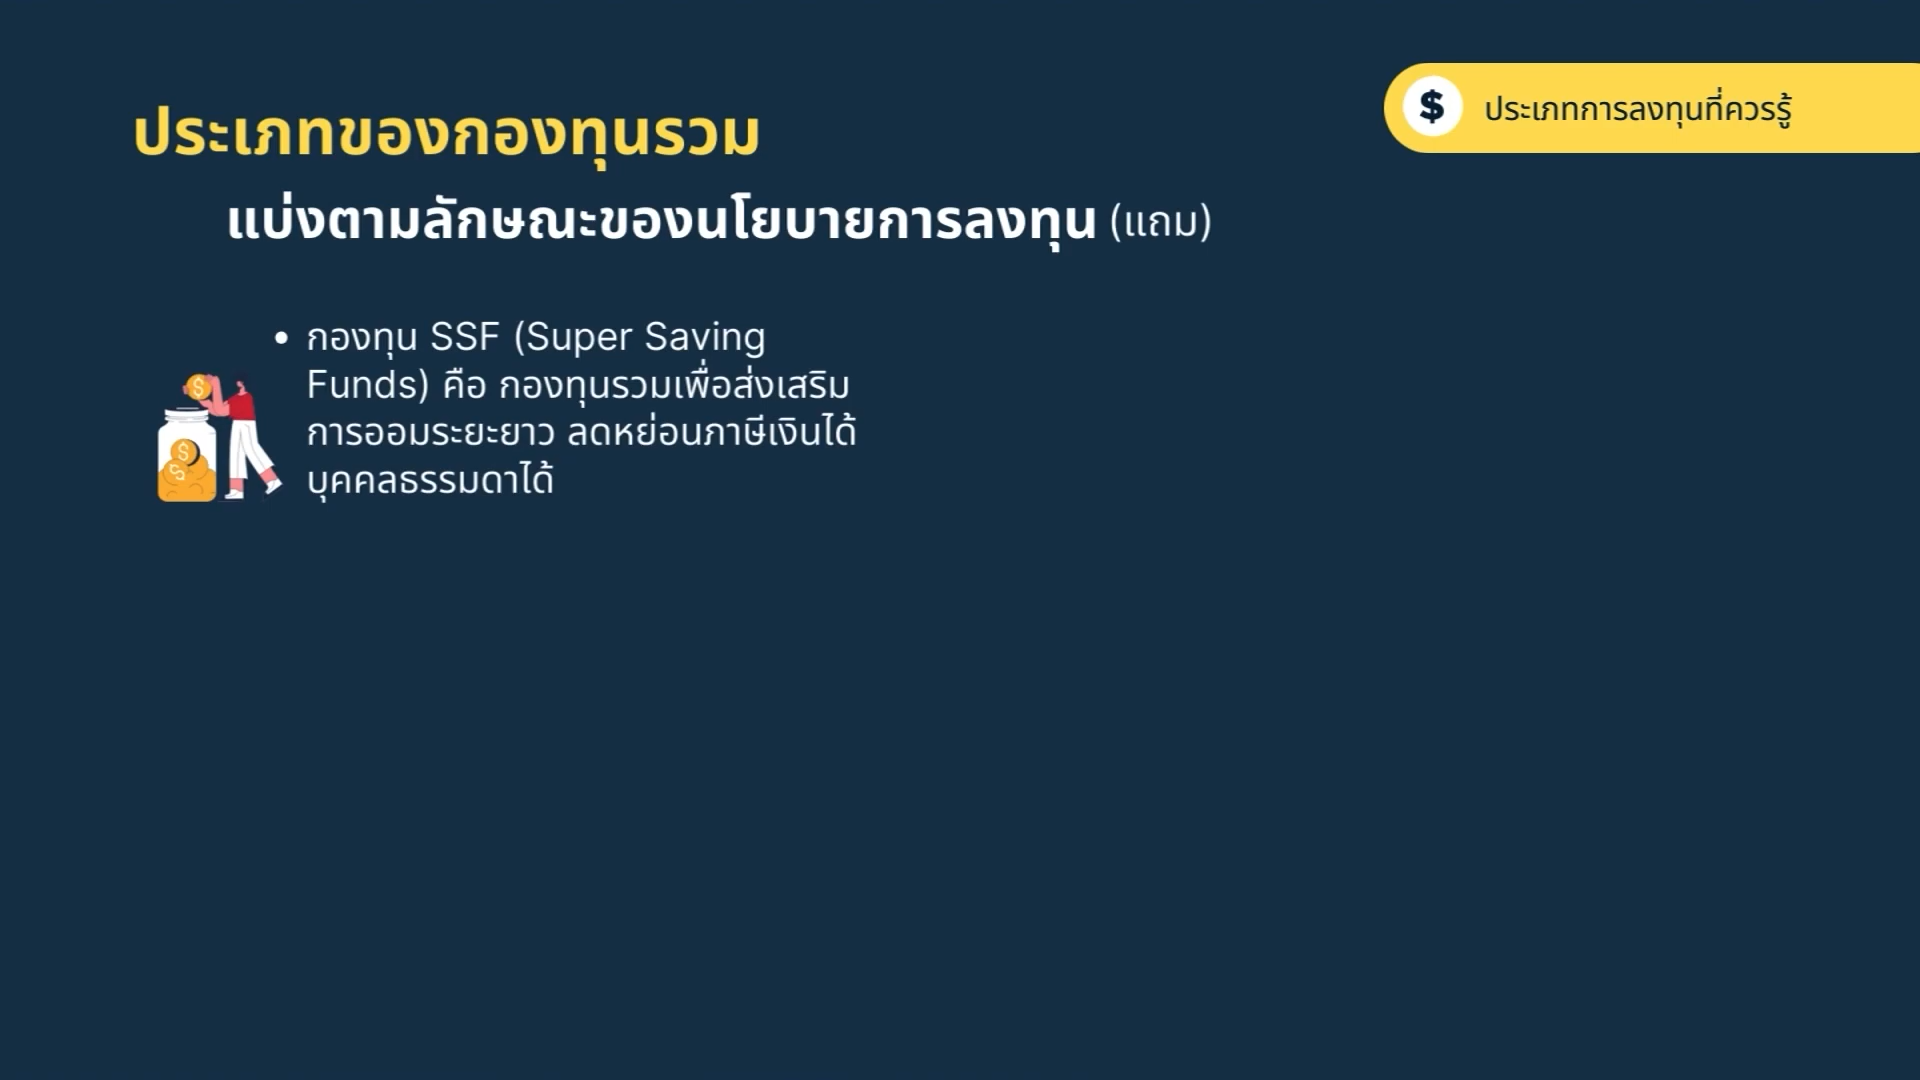 ประเภทการลงทุนที่ควรรู้
ประเภทของกองทุนรวม
แบ่งตามลักษณะของนโยบายการลงทุน (แถม)
• กองทุน SSF (Super Saving
Funds) คือ กองทุนรวมเพื่อส่งเสริม
การออมระยะยาว ลดหย่อนภาษีเงินได้
บุคคลธรรมดาได้